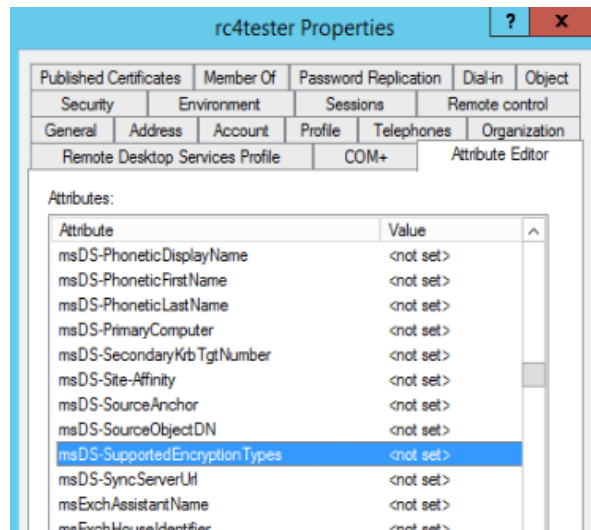 rc4tester Properties ? x
Published Certificates Member Of Password Replication Dial-in Object
Security Environment Sessions Remote control
General Address Account Profile Telephones Organization
Remote Desktop Services Profile COM+ Attribute Editor
Attributes:
Attribute Value
msDS-PhoneticDisplayName <not set>
msDS-PhoneticFirstName <not set>
msDS-PhoneticLastName <not set>
msDS-PrimaryComputer <not set>
msDS-SecondaryKrbTgtNumber <not set>
msDS-Site-Affinity <not set>
msDS-SourceAnchor <not set>
msDS-SourceObjectDN <not set>
msDS-SupportedEncryptionTypes <not set>
msDS-SyncServerUrl <not set>
msExchAssistantName <not set>
msExchHouseIdentifier <not set>